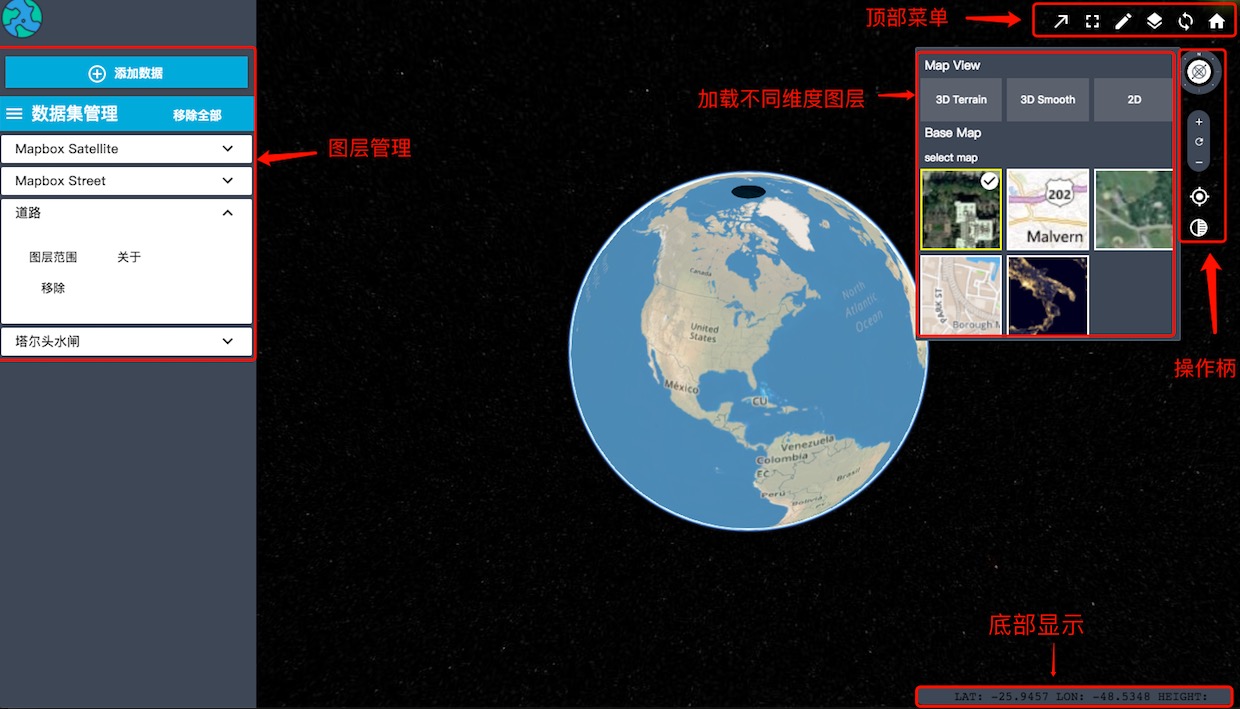 顶部菜单
添加数据
数据集管理
移除全部
Mapbox Satellite
Mapbox Street
道路
图层范围
关于
移除
塔尔头水闸
图层管理
加载不同维度图层
Map View
3D Terrain
3D Smooth
2D
Base Map
select map
202
Malvern
PARK ST
Borough
操作柄
Canada
United
States
México
CU
North
Atlantic
Ocean
Venezuela
Colombia
EC
Perú
Brasil
Bolivia
底部显示
LAT: -25.9457 LON: -48.5348 HEIGHT: